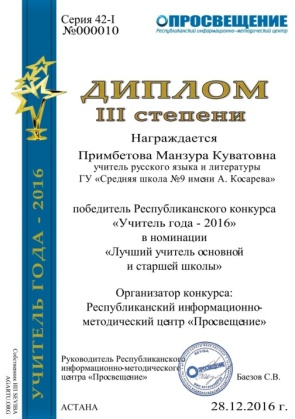 Серия 42-I
№000010
ПРОСВЕЩЕНИЕ
Республиканский информационно-методический центр
ДИПЛОМ
III степени
Награждается
Примбетова Манзура Куватовна
учитель русского языка и литературы
ГУ «Средняя школа №9 имени А. Косарева»
победитель Республиканского конкурса
«Учитель года - 2016»
в номинации
«Лучший учитель основной
и старшей школы»
Организатор конкурса:
Республиканский информационно-
методический центр «Просвещение»
Руководитель Республиканского
информационно-методического
центра «Просвещение»
Баезов С.В.
АСТАНА
28.12.2016 г.
УЧИТЕЛЬ ГОДА - 2016